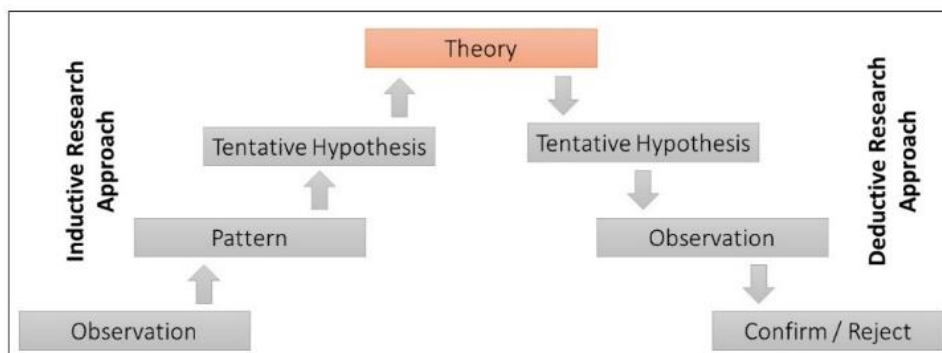 Theory
Inductive Research
Approach
Tentative Hypothesis
Tentative Hypothesis
Deductive Research
Approach
Pattern
Observation
Observation
Confirm / Reject